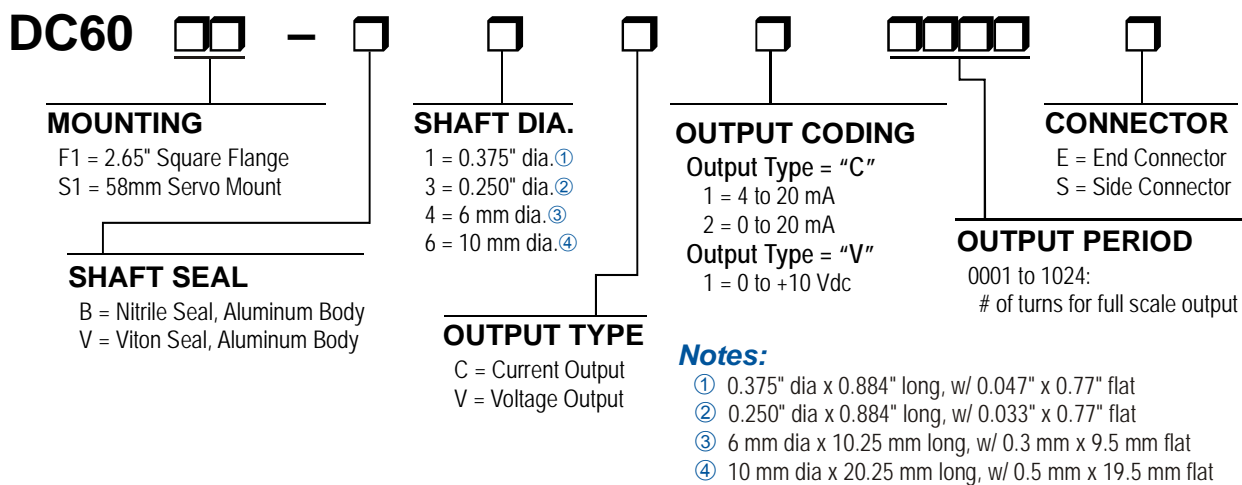 DC60 □□ – □ □ □ □ □□□□ □
MOUNTING
F1 = 2.65" Square Flange
S1 = 58mm Servo Mount
SHAFT SEAL
B = Nitrile Seal, Aluminum Body
V = Viton Seal, Aluminum Body
SHAFT DIA.
1 = 0.375" dia.①
3 = 0.250" dia.②
4 = 6 mm dia.③
6 = 10 mm dia.④
OUTPUT TYPE
C = Current Output
V = Voltage Output
OUTPUT CODING
Output Type = “C”
1 = 4 to 20 mA
2 = 0 to 20 mA
Output Type = “V”
1 = 0 to +10 Vdc
OUTPUT PERIOD
0001 to 1024:
# of turns for full scale output
CONNECTOR
E = End Connector
S = Side Connector
Notes:
① 0.375" dia x 0.884" long, w/ 0.047" x 0.77" flat
② 0.250" dia x 0.884" long, w/ 0.033" x 0.77" flat
③ 6 mm dia x 10.25 mm long, w/ 0.3 mm x 9.5 mm flat
④ 10 mm dia x 20.25 mm long, w/ 0.5 mm x 19.5 mm flat